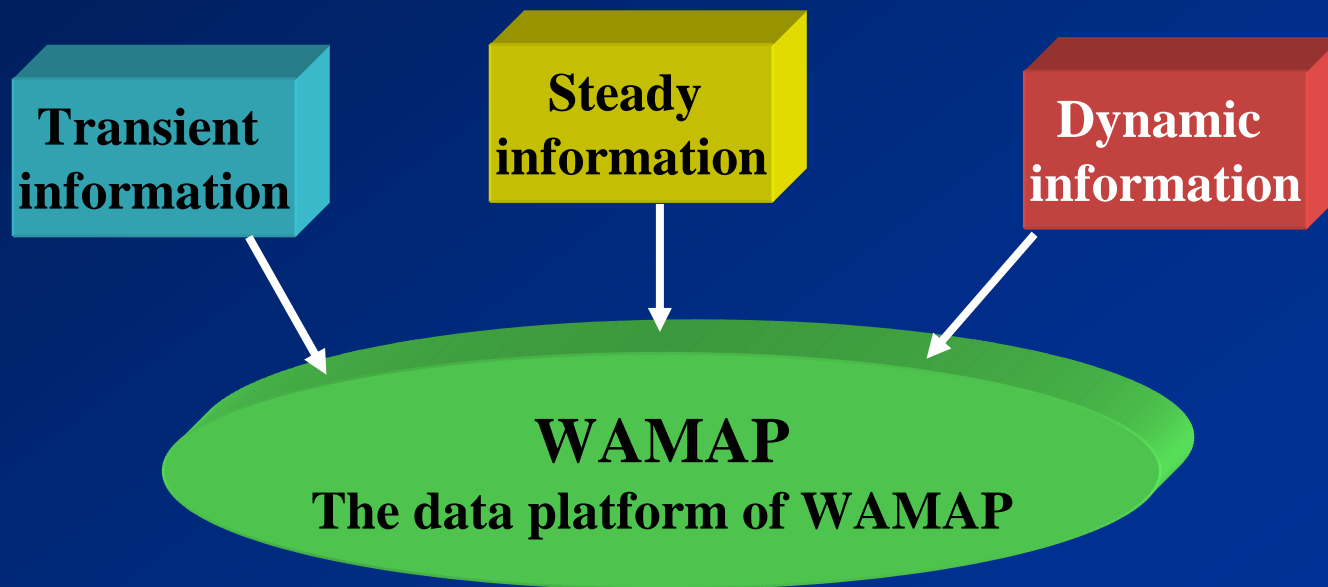 Transient
information
Steady
information
Dynamic
information
WAMAP
The data platform of WAMAP